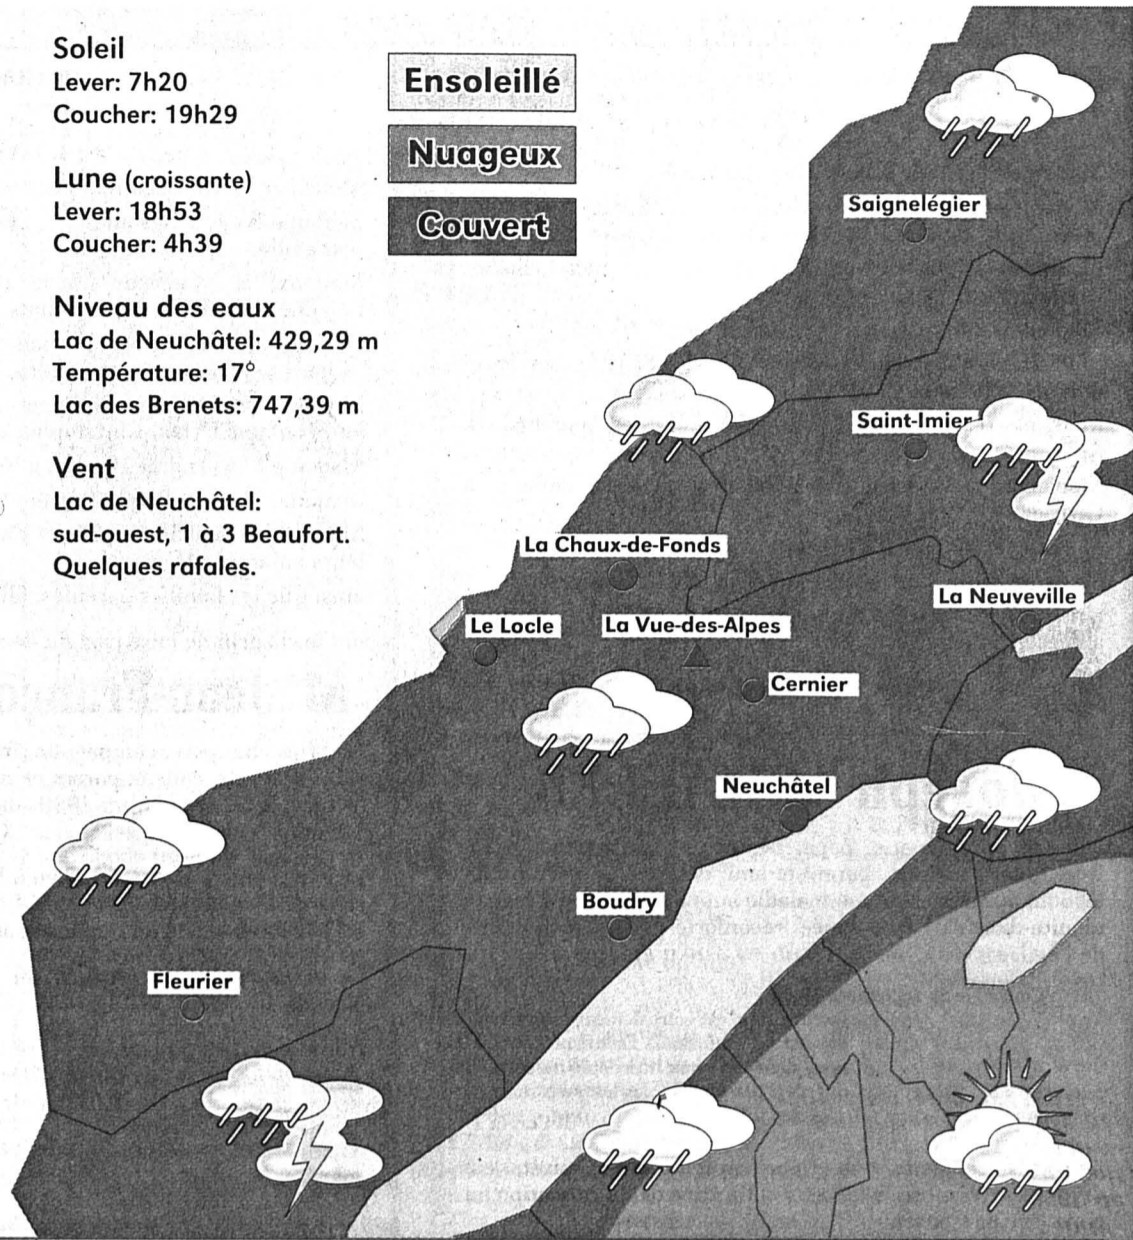 Soleil
Lever: 7h20
Coucher: 19h29
Lune (croissante)
Lever: 18h53
Coucher: 4h39
Niveau des eaux
Lac de Neuchâtel: 429,29 m
Température: 17°
Lac des Brenets: 747,39 m
Vent
Lac de Neuchâtel:
sud-ouest, 1 à 3 Beaufort.
Quelques rafales.
Ensoleillé
Nuageux
Couvert
Saignelégier
Saint-Imier
La Chaux-de-Fonds
La Neuveville
Le Locle
La Vue-des-Alpes
Cernier
Neuchâtel
Boudry
Fleurier